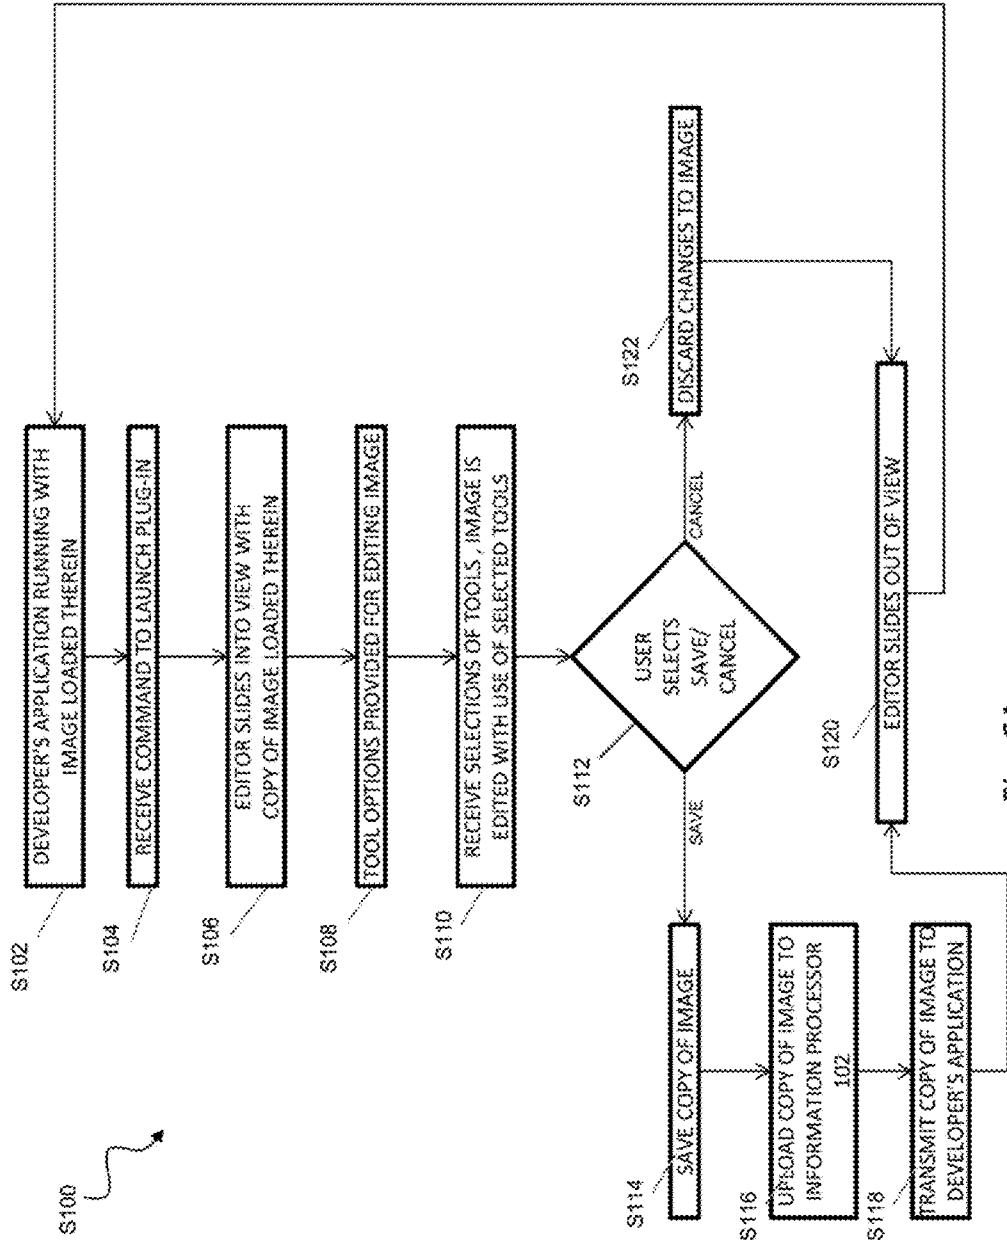 S100
S102
DEVELOPER'S APPLICATION RUNNING WITH
IMAGE LOADED THEREIN
S104
RECEIVE COMMAND TO LAUNCH PLUG-IN
S106
EDITOR SLIDES INTO VIEW WITH
COPY OF IMAGE LOADED THEREIN
S108
TOOL OPTIONS PROVIDED FOR EDITING IMAGE
S110
RECEIVE SELECTIONS OF TOOLS , IMAGE IS
EDITED WITH USE OF SELECTED TOOLS
S112
USER
SELECTS
SAVE/
CANCEL
SAVE
CANCEL
S114
SAVE COPY OF IMAGE
S116
UPLOAD COPY OF IMAGE TO
INFORMATION PROCESSOR
102
S118
TRANSMIT COPY OF IMAGE TO
DEVELOPER'S APPLICATION
S122
DISCARD CHANGES TO IMAGE
S120
EDITOR SLIDES OUT OF VIEW